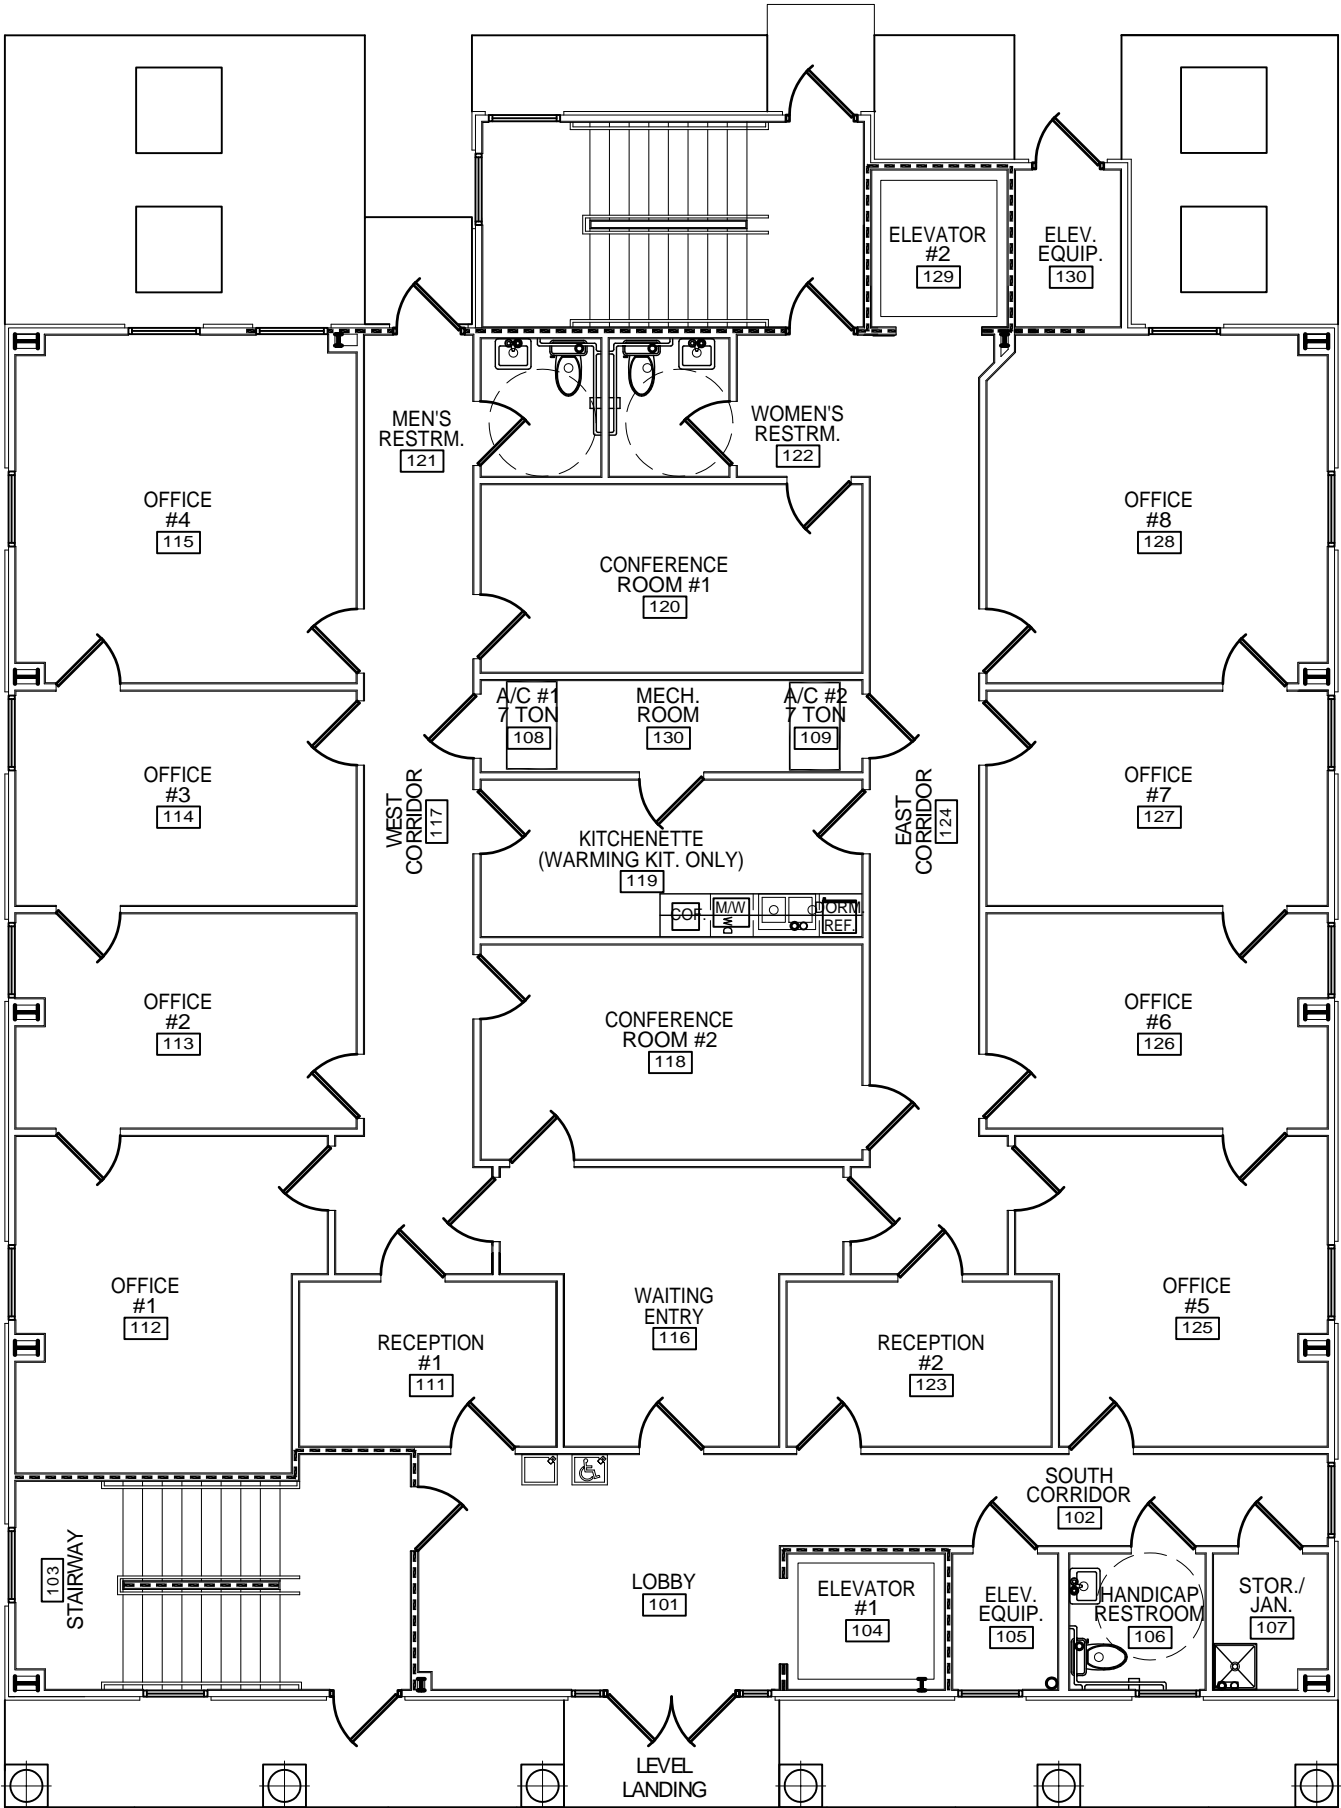 ELEVATOR
#2
129
ELEV.
EQUIP.
130
MEN'S
RESTRM.
121
WOMEN'S
RESTRM.
122
OFFICE
#4
115
CONFERENCE
ROOM #1
120
OFFICE
#8
128
A/C #1
7 TON
108
MECH.
ROOM
130
A/C #2
7 TON
109
OFFICE
#3
114
WEST
CORRIDOR
117
KITCHENETTE
(WARMING KIT. ONLY)
119
COF.
M/W
DW
DORM.
REF.
EAST
CORRIDOR
124
OFFICE
#7
127
OFFICE
#2
113
CONFERENCE
ROOM #2
118
OFFICE
#6
126
OFFICE
#1
112
RECEPTION
#1
111
WAITING
ENTRY
116
RECEPTION
#2
123
OFFICE
#5
125
SOUTH
CORRIDOR
102
103
STAIRWAY
LOBBY
101
ELEVATOR
#1
104
ELEV.
EQUIP.
105
HANDICAP
RESTROOM
106
STOR./
JAN.
107
LEVEL
LANDING